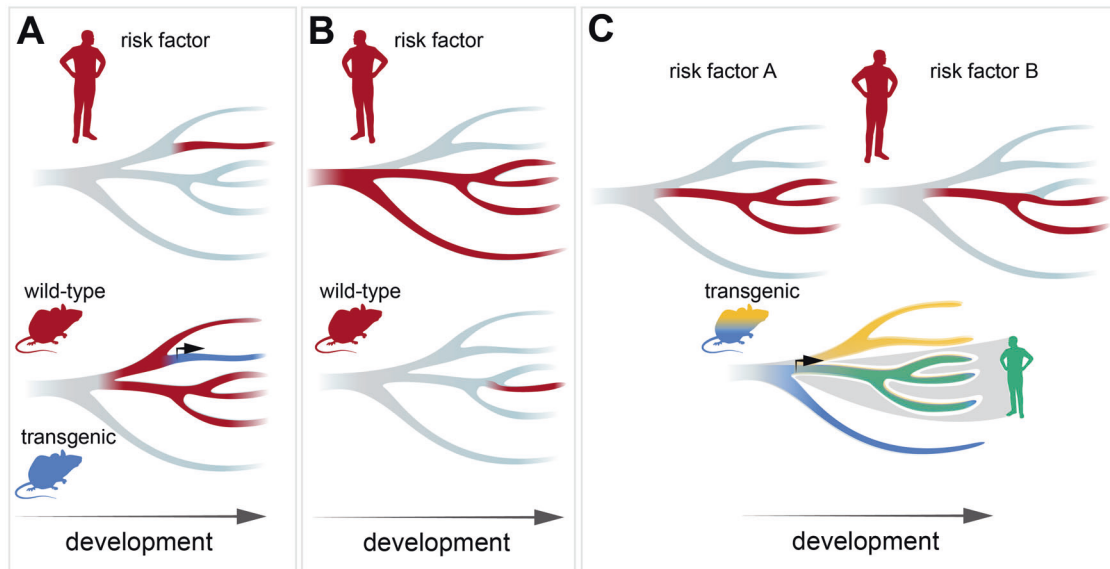 A
risk factor
wild-type
transgenic
development
B
risk factor
wild-type
development
C
risk factor A
risk factor B
transgenic
development